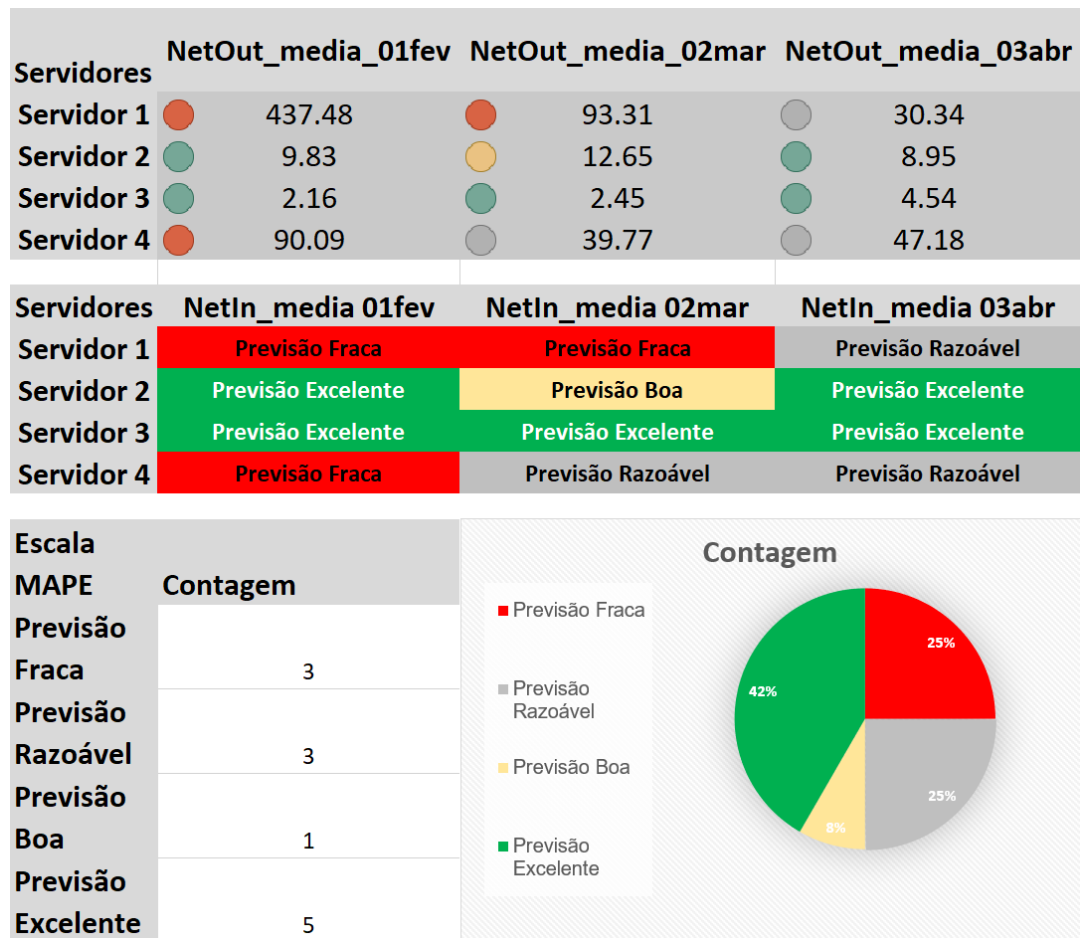 Servidores NetOut_media_01fev NetOut_media_02mar NetOut_media_03abr
Servidor 1 437.48 93.31 30.34
Servidor 2 9.83 12.65 8.95
Servidor 3 2.16 2.45 4.54
Servidor 4 90.09 39.77 47.18
Servidores NetIn_media 01fev NetIn_media 02mar NetIn_media 03abr
Servidor 1 Previsão Fraca Previsão Fraca Previsão Razoável
Servidor 2 Previsão Excelente Previsão Boa Previsão Excelente
Servidor 3 Previsão Excelente Previsão Excelente Previsão Excelente
Servidor 4 Previsão Fraca Previsão Razoável Previsão Razoável
Escala
MAPE Contagem
Previsão
Fraca 3
Previsão
Razoável 3
Previsão
Boa 1
Previsão
Excelente 5
Contagem
Previsão Fraca
Previsão
Razoável
Previsão Boa
Previsão
Excelente
25%
42%
25%
8%